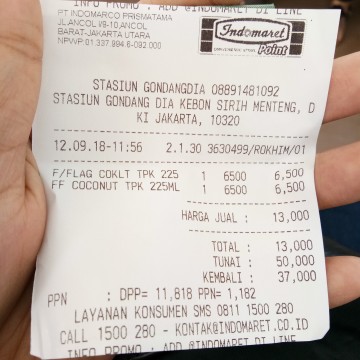 INFO PROMO : ADD @INDOMARET DI LINE
PT INDOMARCO PRISMATAMA
JL.ANCOL I/9-10,ANCOL
BARAT-JAKARTA UTARA
NPWP 01.337.994.6-092.000
Indomaret
Point
STASIUN GONDANGDIA 08891481092
STASIUN GONDANG DIA KEBON SIRIH MENTENG, D
KI JAKARTA, 10320
12.09.18-11:56 2.1.30 3630499/ROKHIM/01
F/FLAG COKLT TPK 225 1 6500 6,500
FF COCONUT TPK 225ML 1 6500 6,500
HARGA JUAL : 13,000
TOTAL : 13,000
TUNAI : 50,000
KEMBALI : 37,000
PPN : DPP= 11,818 PPN= 1,182
LAYANAN KONSUMEN SMS 0811 1500 280
CALL 1500 280 - KONTAK@INDOMARET.CO.ID
INFO PROMO : ADD @INDOMARET DI LINE